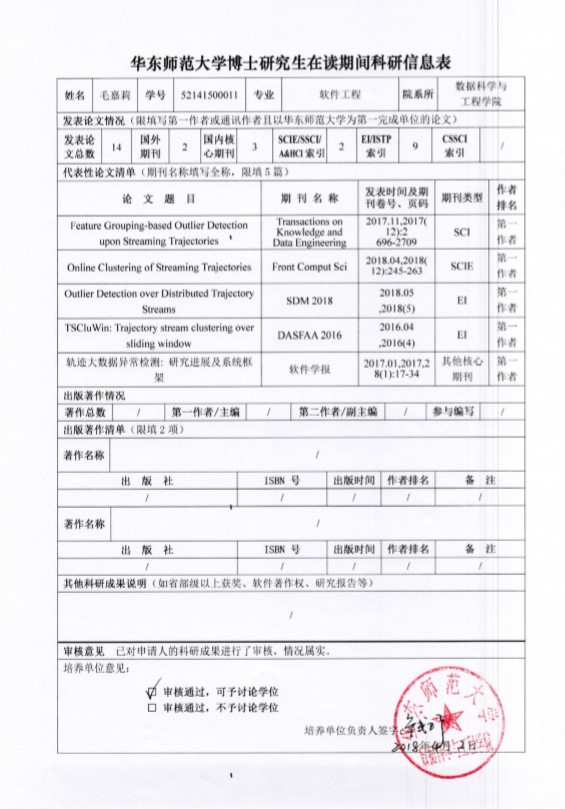 华东师范大学博士研究生在读期间科研信息表
姓名 毛嘉莉 学号 52141500011 专业 软件工程 院系所 数据科学与
工程学院
发表论文情况（限填写第一作者或通讯作者且以华东师范大学为第一完成单位的论文）
发表论文总数 14 国外期刊 2 国内核心期刊 3 SCIE/SSCI/A&HCI 索引 2 EI/ISTP 索引 9 CSSCI 索引 /
代表性论文清单（期刊名称填写全称，限填 5 篇）
论 文 题 目 期 刊 名 称 发表时间及期刊卷号、页码 期刊类型 作者排名
Feature Grouping-based Outlier Detection
upon Streaming Trajectories
Transactions on
Knowledge and
Data Engineering
2017.11,2017(
12):2
696-2709
SCI
第一
作者
Online Clustering of Streaming Trajectories
Front Comput Sci
2018.04,2018(
12):245-263
SCIE
第一
作者
Outlier Detection over Distributed Trajectory
Streams
SDM 2018
2018.05
,2018(5)
EI
第一
作者
TSCluWin: Trajectory stream clustering over
sliding window
DASFAA 2016
2016.04
,2016(4)
EI
第一
作者
轨迹大数据异常检测: 研究进展及系统框
架
软件学报
2017.01,2017,2
8(1):17-34
其他核心
期刊
第一
作者
出版著作情况
著作总数 / 第一作者/主编 / 第二作者/副主编 / 参与编写 /
出版著作清单（限填 2 项）
著作名称 /
出 版 社 ISBN 号 出版时间 作者排名 备 注
/ / / / /
著作名称 /
出 版 社 ISBN 号 出版时间 作者排名 备 注
/ / / / /
其他科研成果说明（如省部级以上获奖、软件著作权、研究报告等）
/
审核意见 已对申请人的科研成果进行了审核，情况属实。
培养单位意见：
☑ 审核通过，可予讨论学位
□ 审核通过，不予讨论学位
培养单位负责人签字:
2018年4月2日